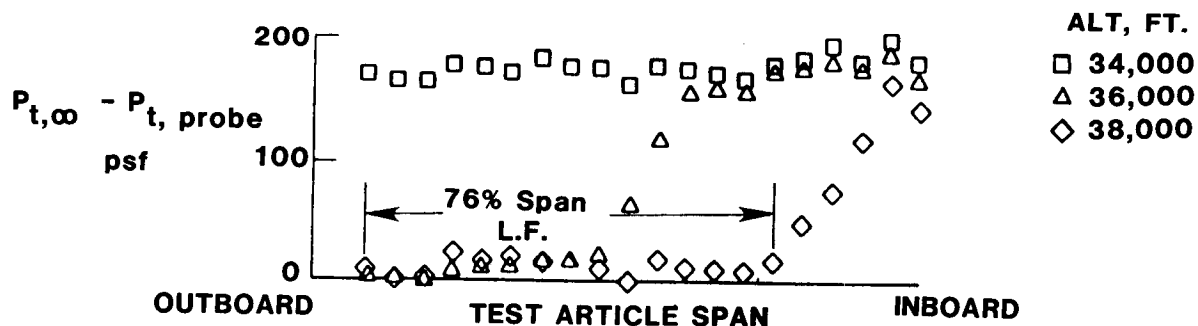 200
100
0
P t,∞ - P t, probe
psf
76% Span
L.F.
OUTBOARD
TEST ARTICLE SPAN
INBOARD
ALT, FT.
□ 34,000
△ 36,000
◇ 38,000